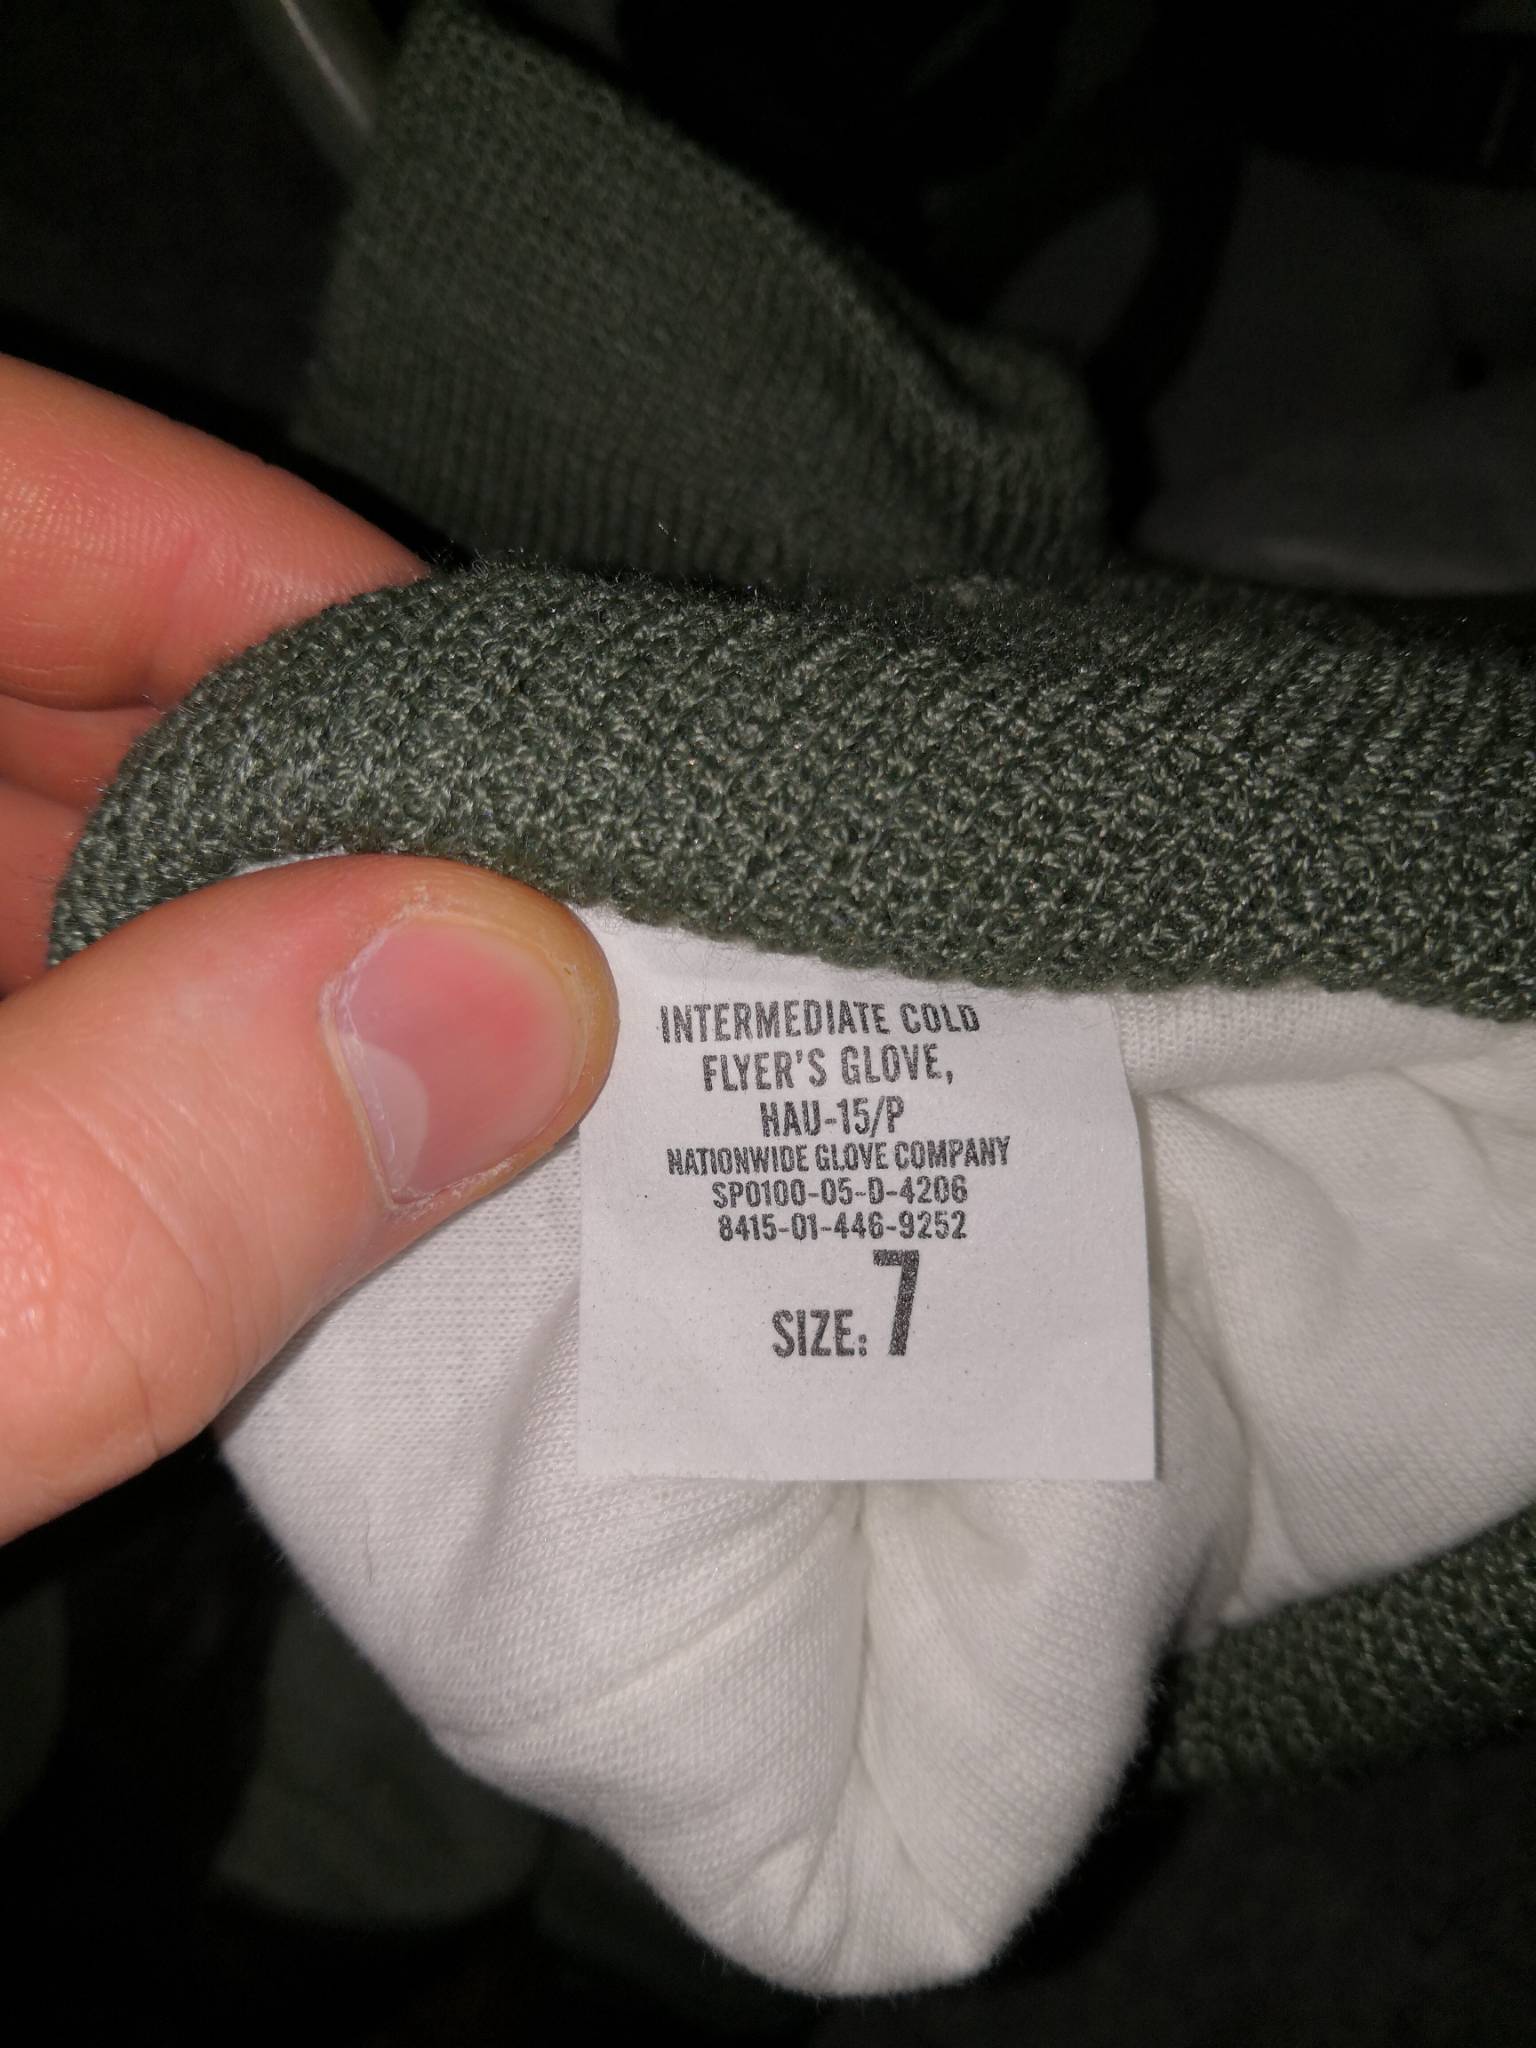 INTERMEDIATE COLD
FLYER'S GLOVE,
HAU-15/P
NATIONWIDE GLOVE COMPANY
SP0100-05-D-4206
8415-01-446-9252
SIZE: 7